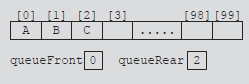 [0] [1] [2] [3] [98] [99]
A B C .....
queueFront 0 queueRear 2